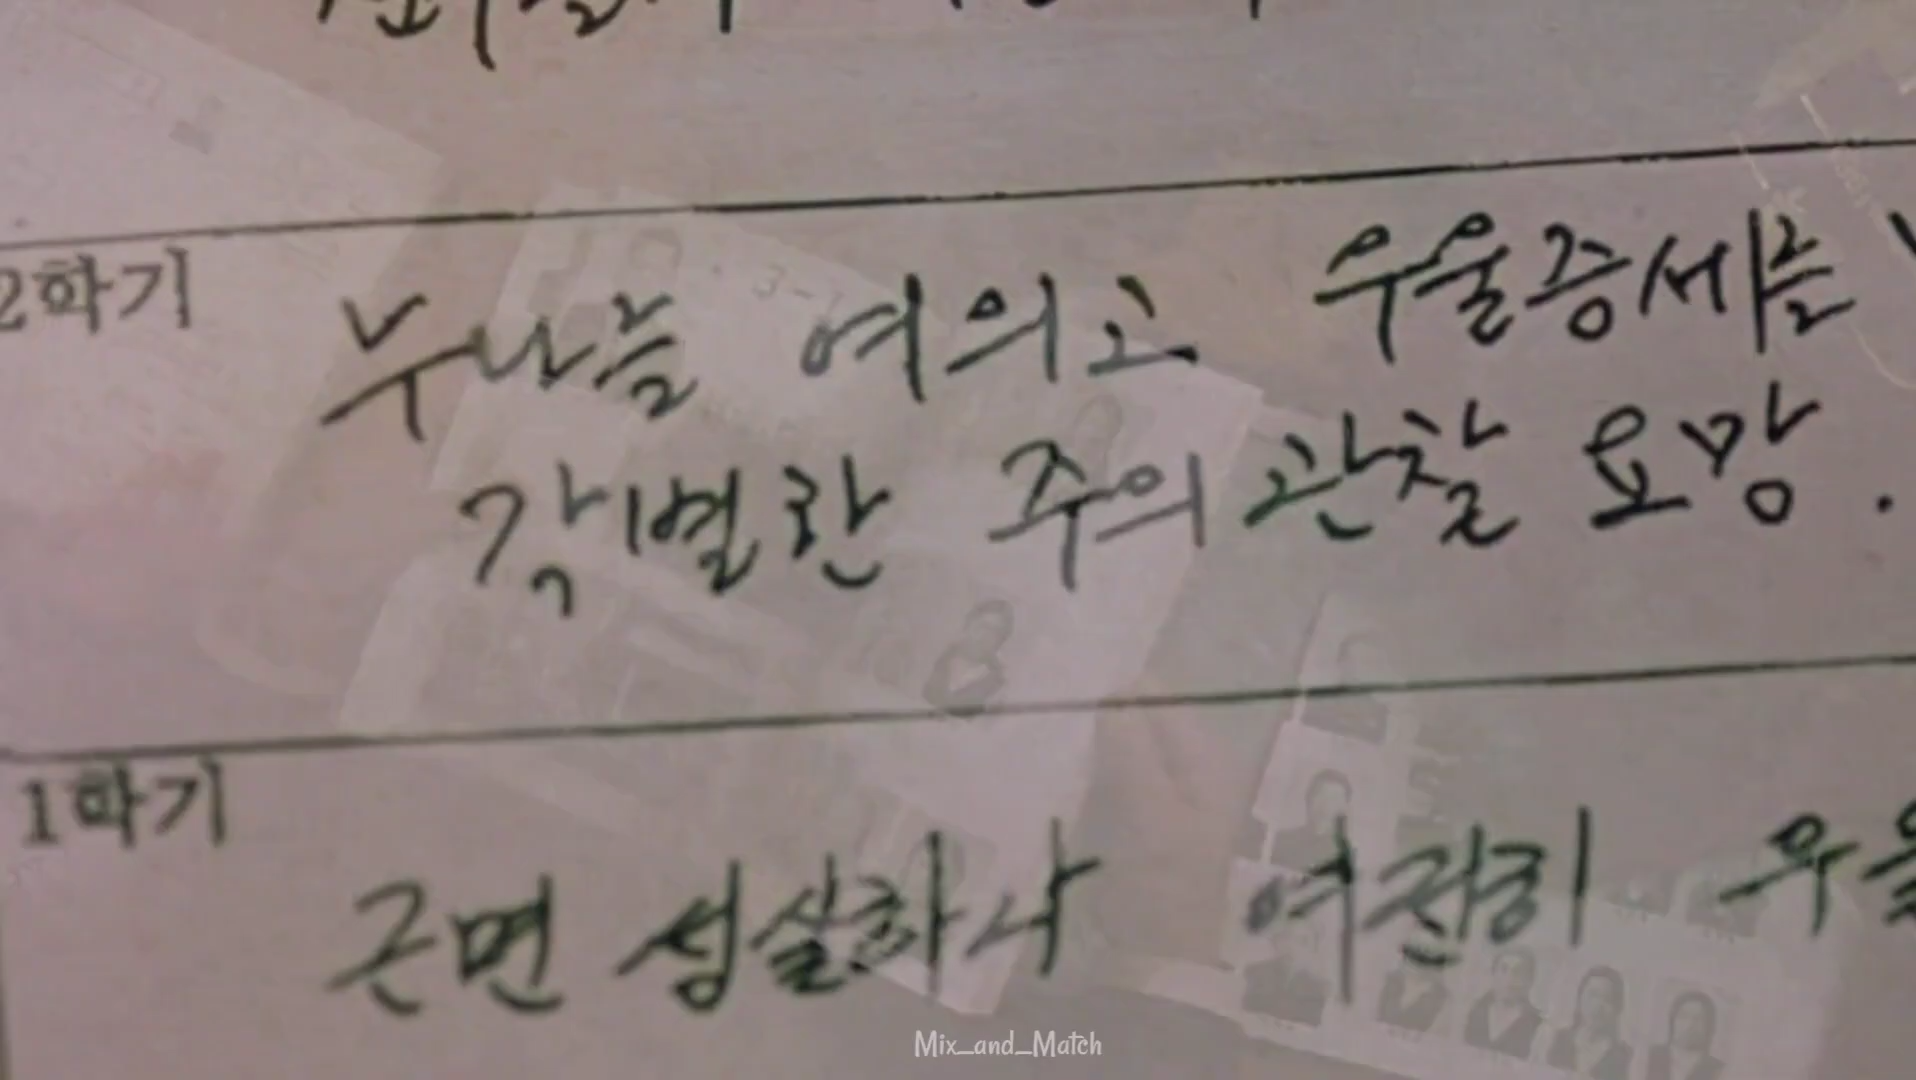 2학기
누나를 여의고 우울증세를
각별한 주의 관찰 요망.
1학기
근면 성실하나 여전히
Mix_and_Match